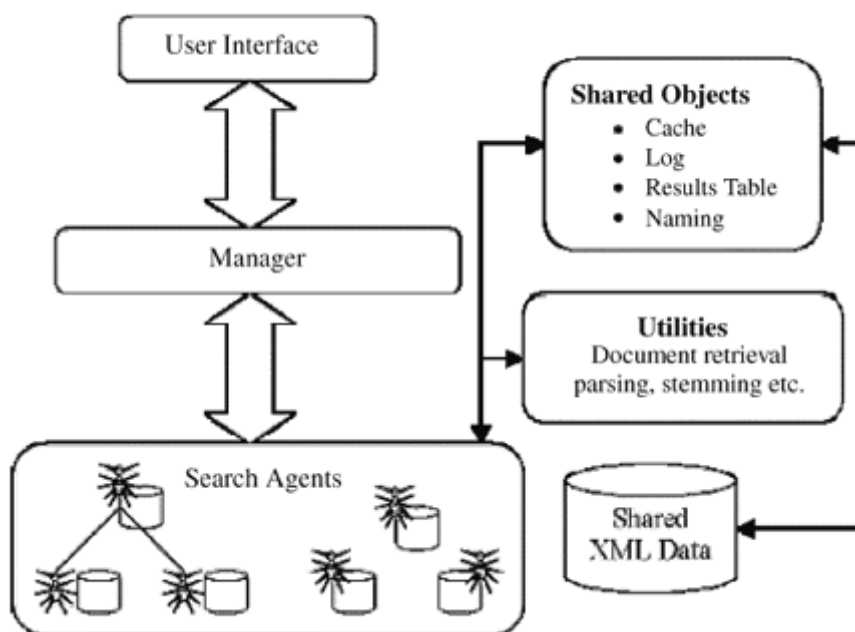 User Interface
Manager
Search Agents
Shared Objects
• Cache
• Log
• Results Table
• Naming
Utilities
Document retrieval
parsing, stemming etc.
Shared
XML Data